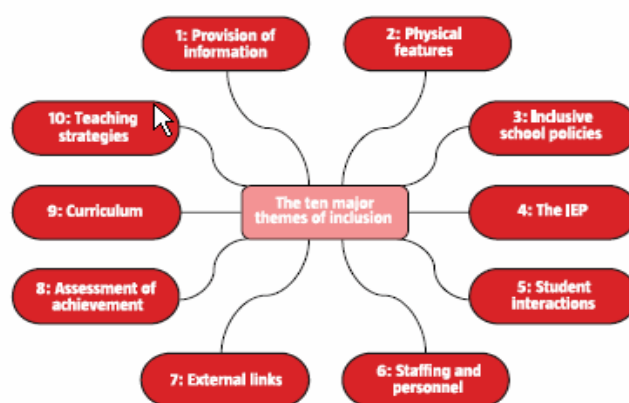 1: Provision of
information
2: Physical
features
3: Inclusive
school policies
4: The IEP
5: Student
interactions
6: Staffing and
personnel
7: External links
8: Assessment of
achievement
9: Curriculum
10: Teaching
strategies
The ten major
themes of inclusion